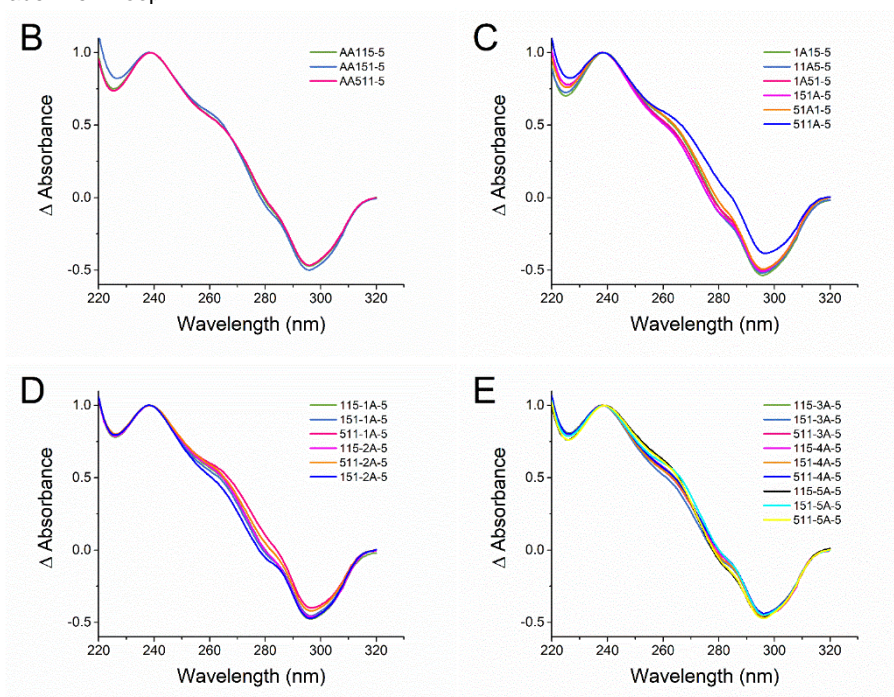 B
AA115-5
AA151-5
AA511-5
1.0
0.5
0.0
-0.5
Δ Absorbance
220 240 260 280 300 320
Wavelength (nm)
C
1A15-5
11A5-5
1A51-5
151A-5
51A1-5
511A-5
1.0
0.5
0.0
-0.5
Δ Absorbance
220 240 260 280 300 320
Wavelength (nm)
D
115-1A-5
151-1A-5
511-1A-5
115-2A-5
511-2A-5
151-2A-5
1.0
0.5
0.0
-0.5
Δ Absorbance
220 240 260 280 300 320
Wavelength (nm)
E
115-3A-5
151-3A-5
511-3A-5
115-4A-5
151-4A-5
511-4A-5
115-5A-5
151-5A-5
511-5A-5
1.0
0.5
0.0
-0.5
Δ Absorbance
220 240 260 280 300 320
Wavelength (nm)